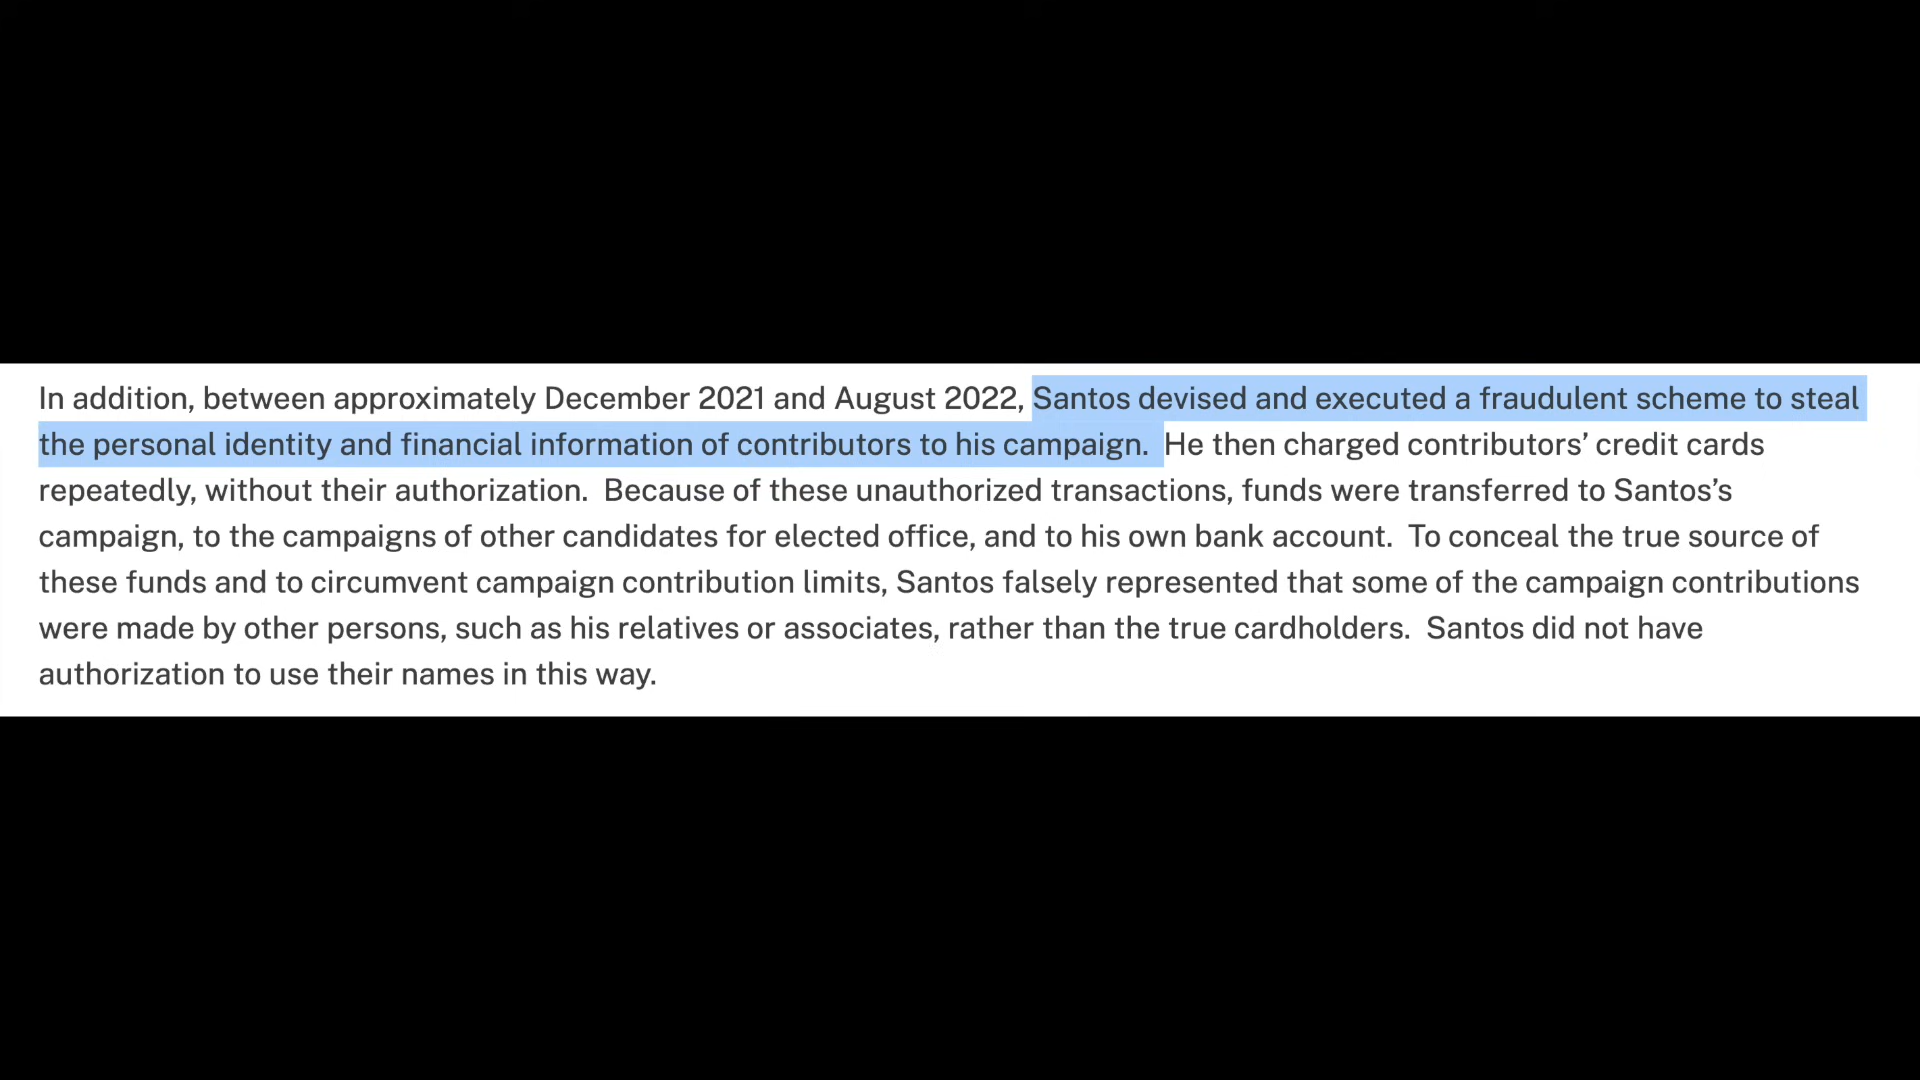 In addition, between approximately December 2021 and August 2022, Santos devised and executed a fraudulent scheme to steal
the personal identity and financial information of contributors to his campaign.  He then charged contributors’ credit cards
repeatedly, without their authorization.  Because of these unauthorized transactions, funds were transferred to Santos’s
campaign, to the campaigns of other candidates for elected office, and to his own bank account.  To conceal the true source of
these funds and to circumvent campaign contribution limits, Santos falsely represented that some of the campaign contributions
were made by other persons, such as his relatives or associates, rather than the true cardholders.  Santos did not have
authorization to use their names in this way.